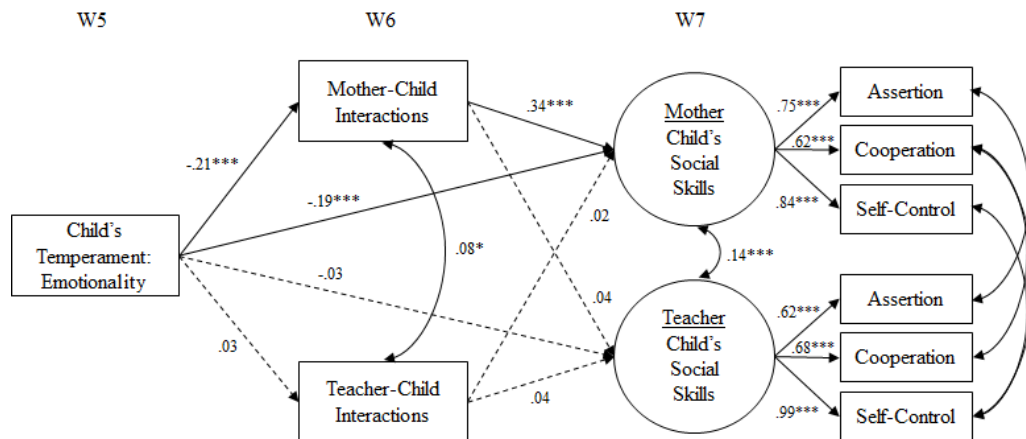 W5
W6
W7
Mother-Child
Interactions
Mother
Child's
Social
Skills
Assertion
Cooperation
Self-Control
.34***
.75***
.62***
.84***
-.21***
-.19***
.02
Child's
Temperament:
Emotionality
.08*
.14***
-.03
.04
.03
Teacher-Child
Interactions
.04
Teacher
Child's
Social
Skills
.62***
.68***
.99***
Assertion
Cooperation
Self-Control